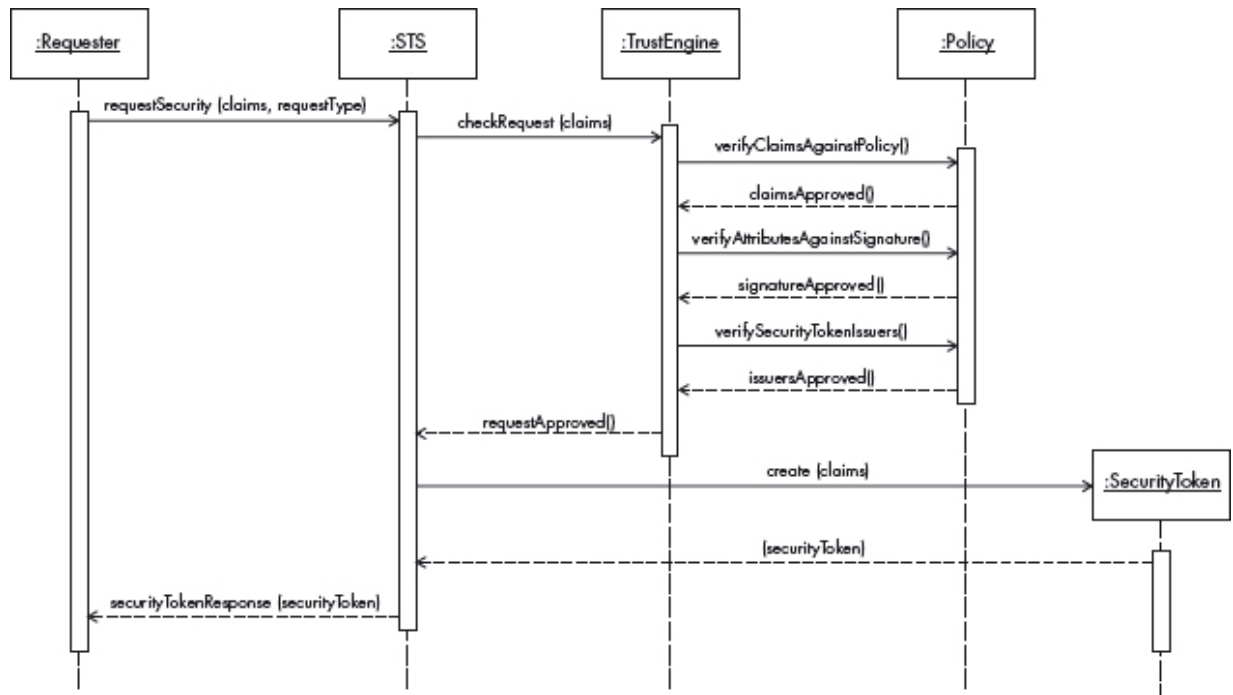 :Requester
:STS
:TrustEngine
:Policy
requestSecurity (claims, requestType)
checkRequest (claims)
verifyClaimsAgainstPolicy()
claimsApproved()
verifyAttributesAgainstSignature()
signatureApproved()
verifySecurityTokenIssuers()
issuersApproved()
requestApproved()
create (claims)
:SecurityToken
(securityToken)
securityTokenResponse (securityToken)